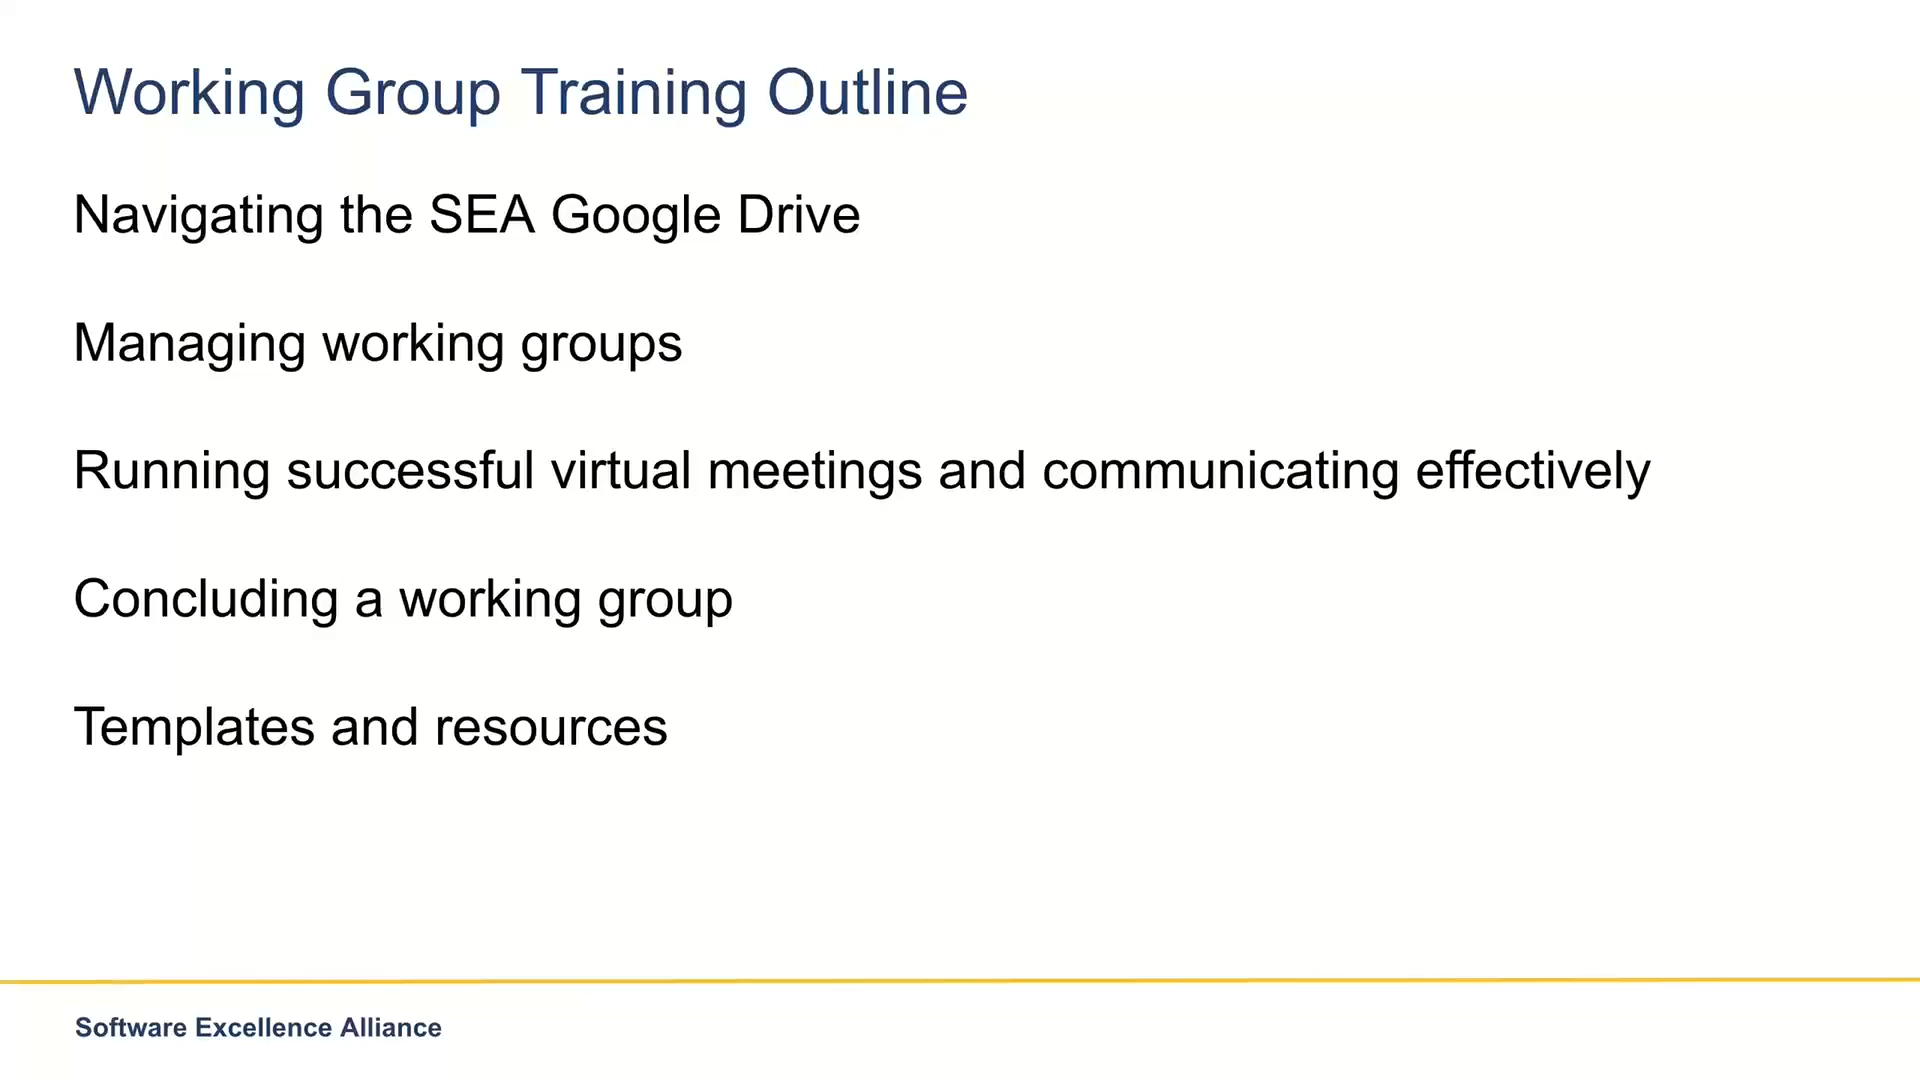 Working Group Training Outline
Navigating the SEA Google Drive
Managing working groups
Running successful virtual meetings and communicating effectively
Concluding a working group
Templates and resources
Software Excellence Alliance